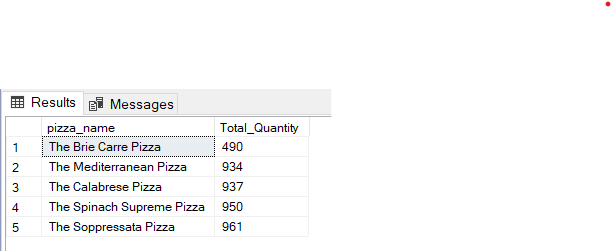 Results Messages
pizza_name Total_Quantity
1 The Brie Carre Pizza 490
2 The Mediterranean Pizza 934
3 The Calabrese Pizza 937
4 The Spinach Supreme Pizza 950
5 The Soppressata Pizza 961